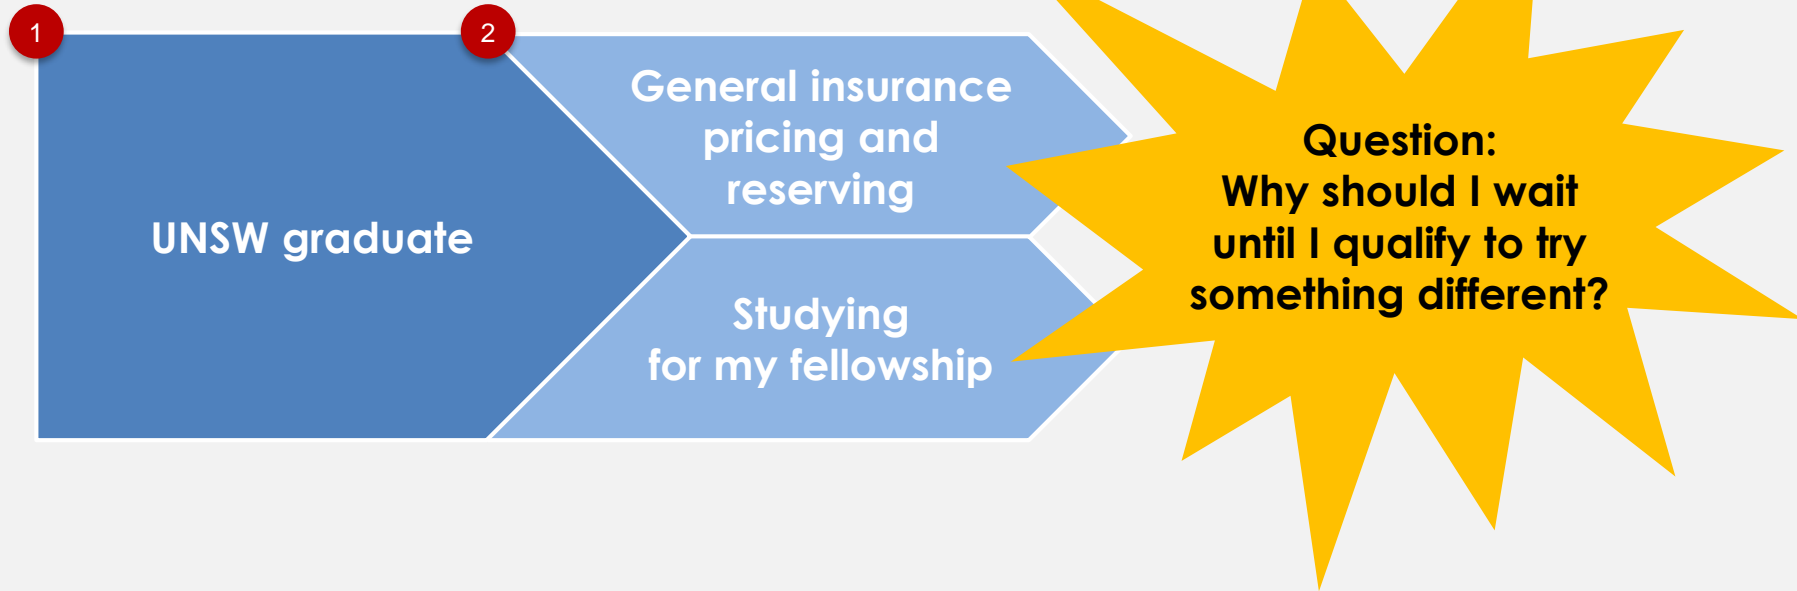 1
2
UNSW graduate
General insurance
pricing and
reserving
Studying
for my fellowship
Question:
Why should I wait
until I qualify to try
something different?